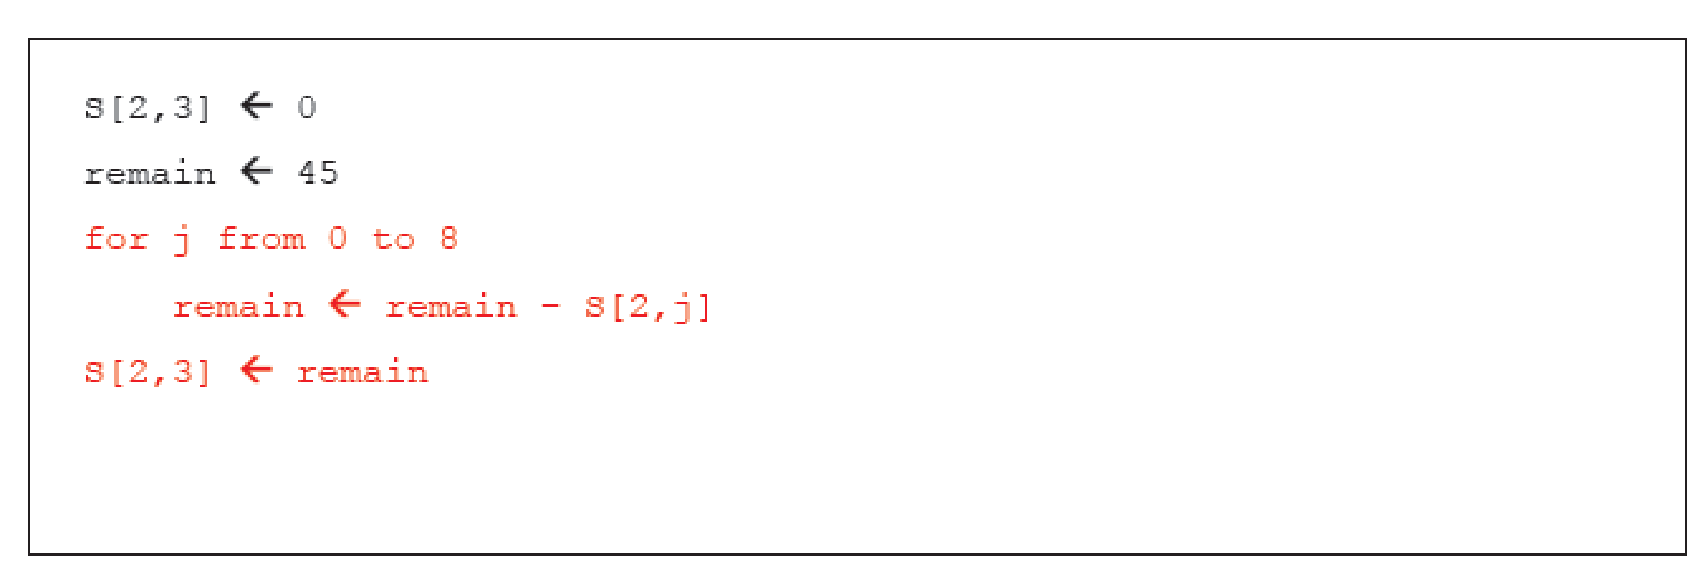 S[2,3] ← 0
remain ← 45
for j from 0 to 8
    remain ← remain - S[2,j]
S[2,3] ← remain